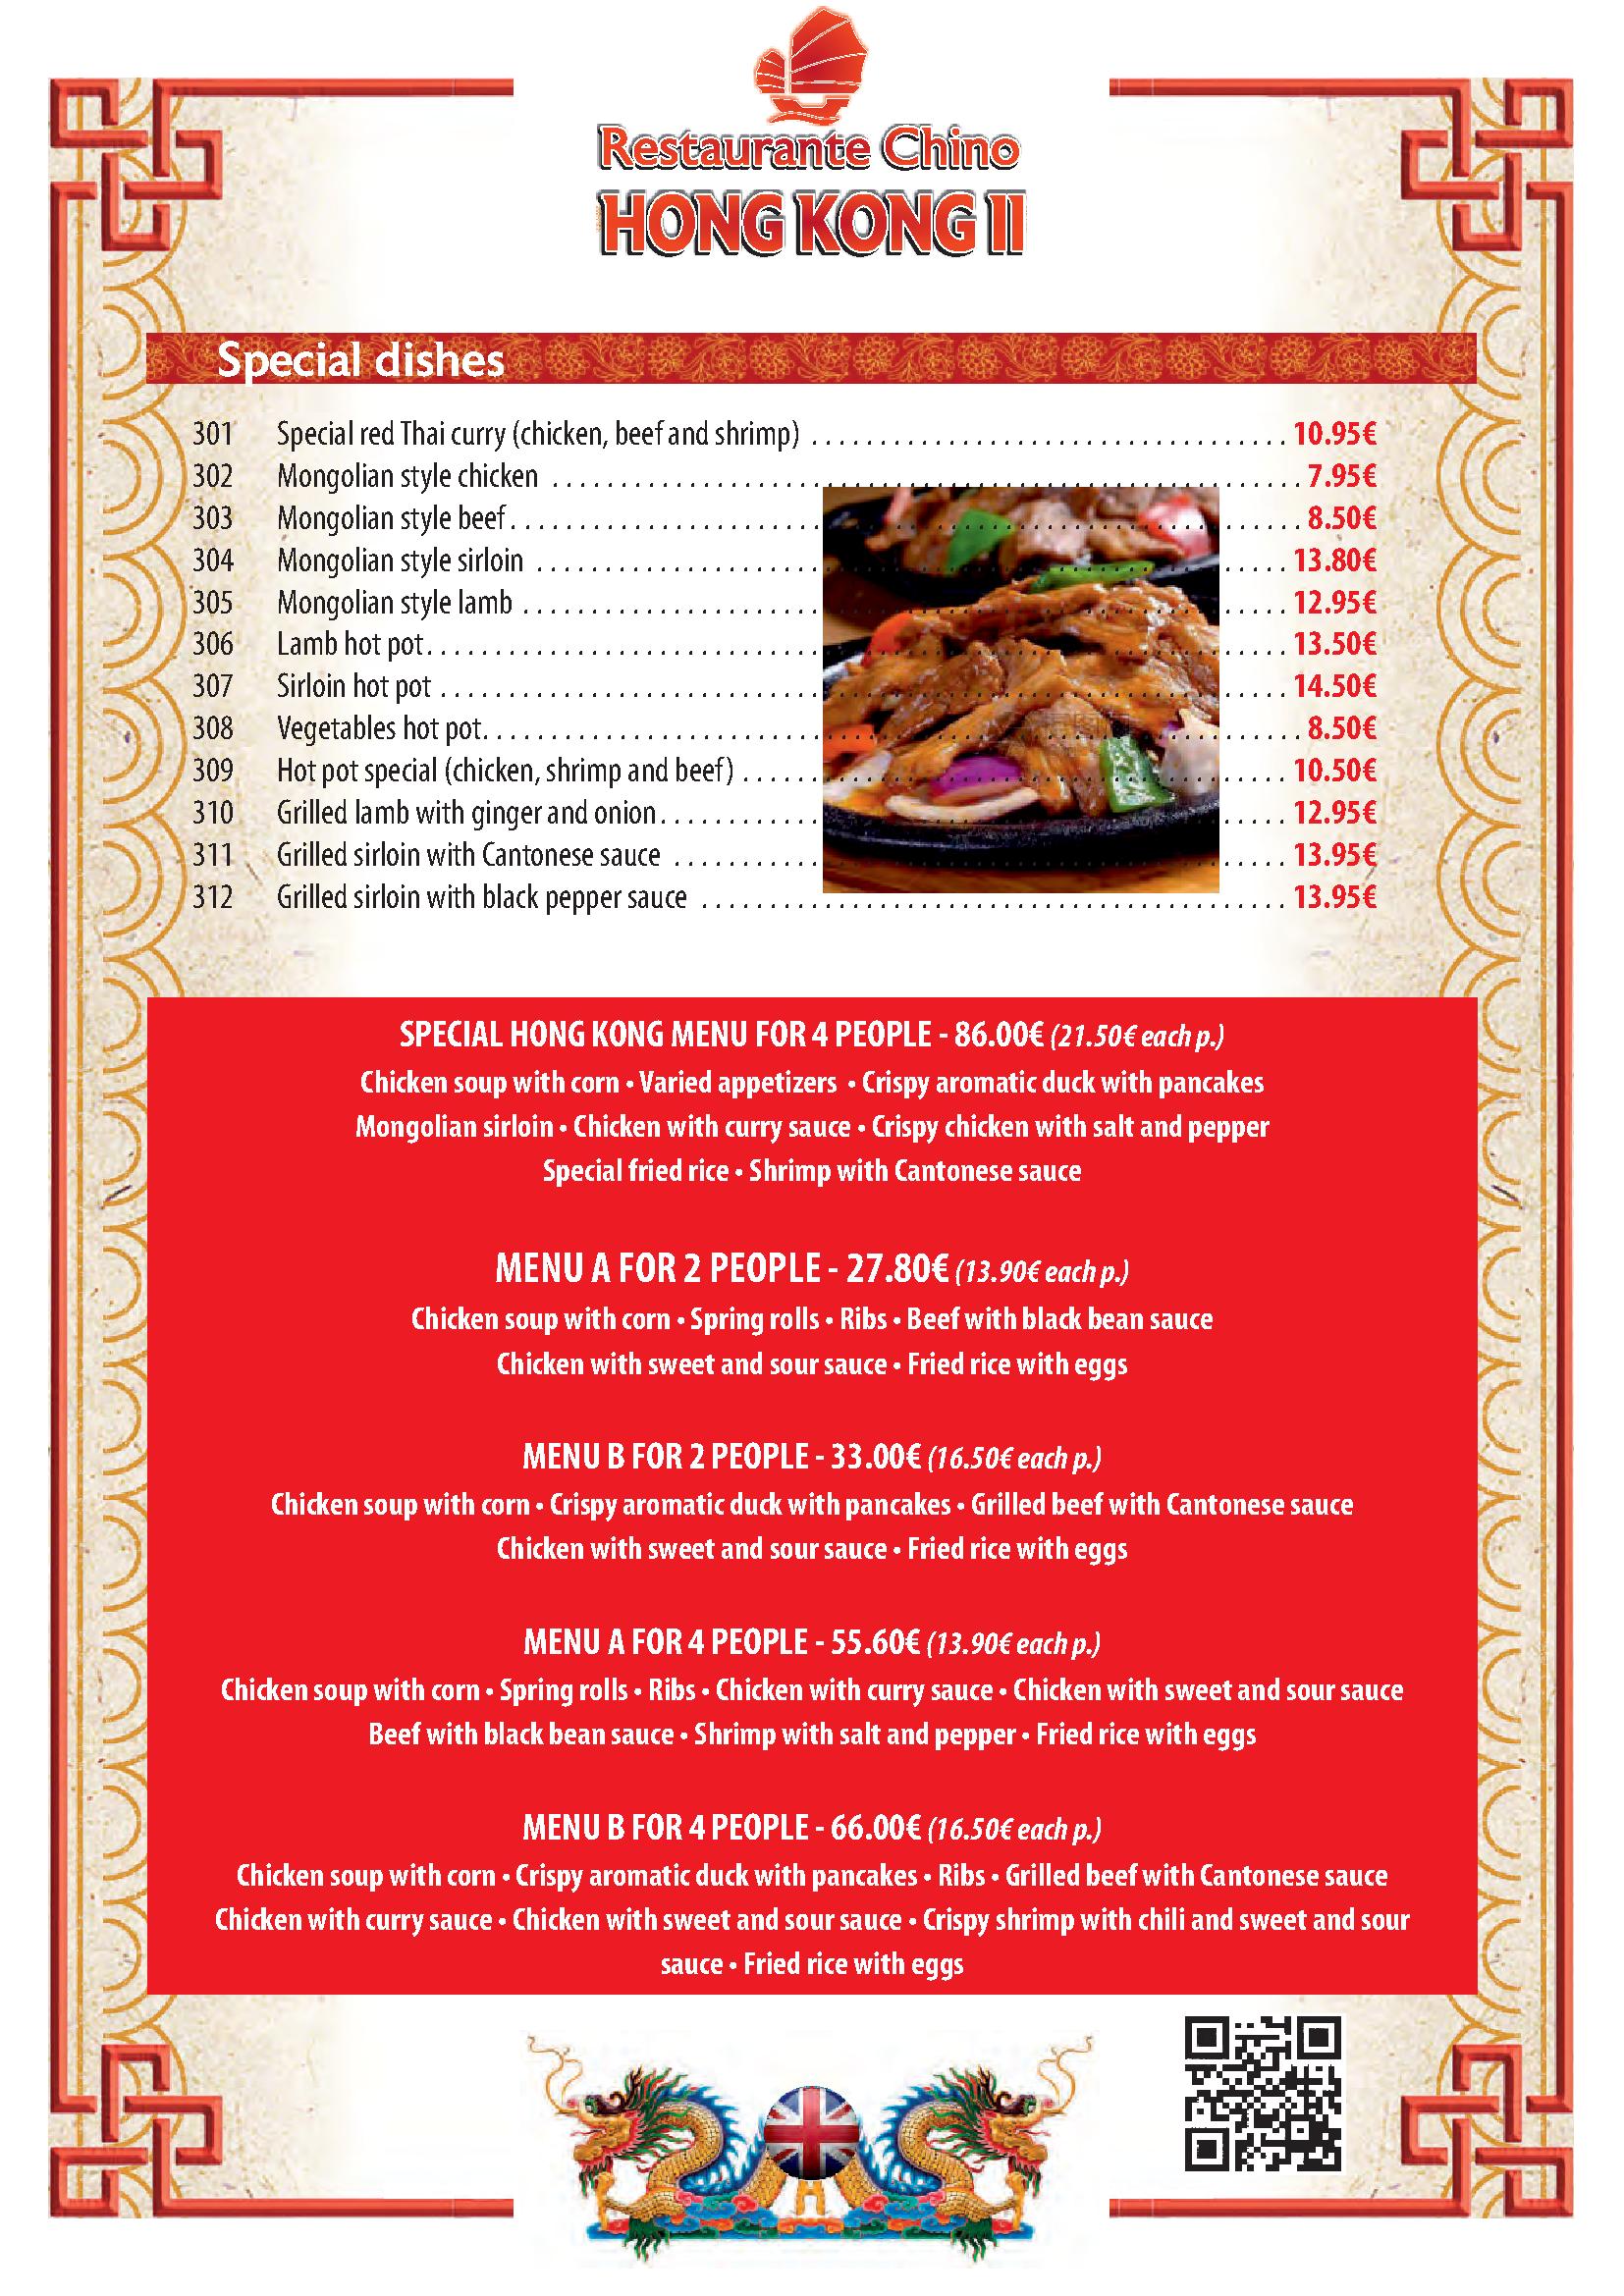 Restaurante Chino
HONG KONG II
Special dishes
301 Special red Thai curry (chicken, beef and shrimp) . . . . . . . . . . . . . . . . . . . . . . . . . . . . . . . . . . . 10.95€
302 Mongolian style chicken . . . . . . . . . . . . . . . . . . . . . . . . . . . . . . . . . . . 7.95€
303 Mongolian style beef . . . . . . . . . . . . . . . . . . . . . . . . . . . . . . . . . . . 8.50€
304 Mongolian style sirloin . . . . . . . . . . . . . . . . . . . . . . . . . . . . . . . . . . . 13.80€
305 Mongolian style lamb . . . . . . . . . . . . . . . . . . . . . . . . . . . . . . . . . . . 12.95€
306 Lamb hot pot . . . . . . . . . . . . . . . . . . . . . . . . . . . . . . . . . . . 13.50€
307 Sirloin hot pot . . . . . . . . . . . . . . . . . . . . . . . . . . . . . . . . . . . 14.50€
308 Vegetables hot pot . . . . . . . . . . . . . . . . . . . . . . . . . . . . . . . . . . . 8.50€
309 Hot pot special (chicken, shrimp and beef) . . . . . . . . . . . . . . . . . . . . . . . . . . . . . . . . . . . 10.50€
310 Grilled lamb with ginger and onion . . . . . . . . . . . . . . . . . . . . . . . . . . . . . . . . . . . 12.95€
311 Grilled sirloin with Cantonese sauce . . . . . . . . . . . . . . . . . . . . . . . . . . . . . . . . . . . 13.95€
312 Grilled sirloin with black pepper sauce . . . . . . . . . . . . . . . . . . . . . . . . . . . . . . . . . . . 13.95€
SPECIAL HONG KONG MENU FOR 4 PEOPLE - 86.00€ (21.50€ each p.)
Chicken soup with corn • Varied appetizers • Crispy aromatic duck with pancakes
Mongolian sirloin • Chicken with curry sauce • Crispy chicken with salt and pepper
Special fried rice • Shrimp with Cantonese sauce
MENU A FOR 2 PEOPLE - 27.80€ (13.90€ each p.)
Chicken soup with corn • Spring rolls • Ribs • Beef with black bean sauce
Chicken with sweet and sour sauce • Fried rice with eggs
MENU B FOR 2 PEOPLE - 33.00€ (16.50€ each p.)
Chicken soup with corn • Crispy aromatic duck with pancakes • Grilled beef with Cantonese sauce
Chicken with sweet and sour sauce • Fried rice with eggs
MENU A FOR 4 PEOPLE - 55.60€ (13.90€ each p.)
Chicken soup with corn • Spring rolls • Ribs • Chicken with curry sauce • Chicken with sweet and sour sauce
Beef with black bean sauce • Shrimp with salt and pepper • Fried rice with eggs
MENU B FOR 4 PEOPLE - 66.00€ (16.50€ each p.)
Chicken soup with corn • Crispy aromatic duck with pancakes • Ribs • Grilled beef with Cantonese sauce
Chicken with curry sauce • Chicken with sweet and sour sauce • Crispy shrimp with chili and sweet and sour
sauce • Fried rice with eggs